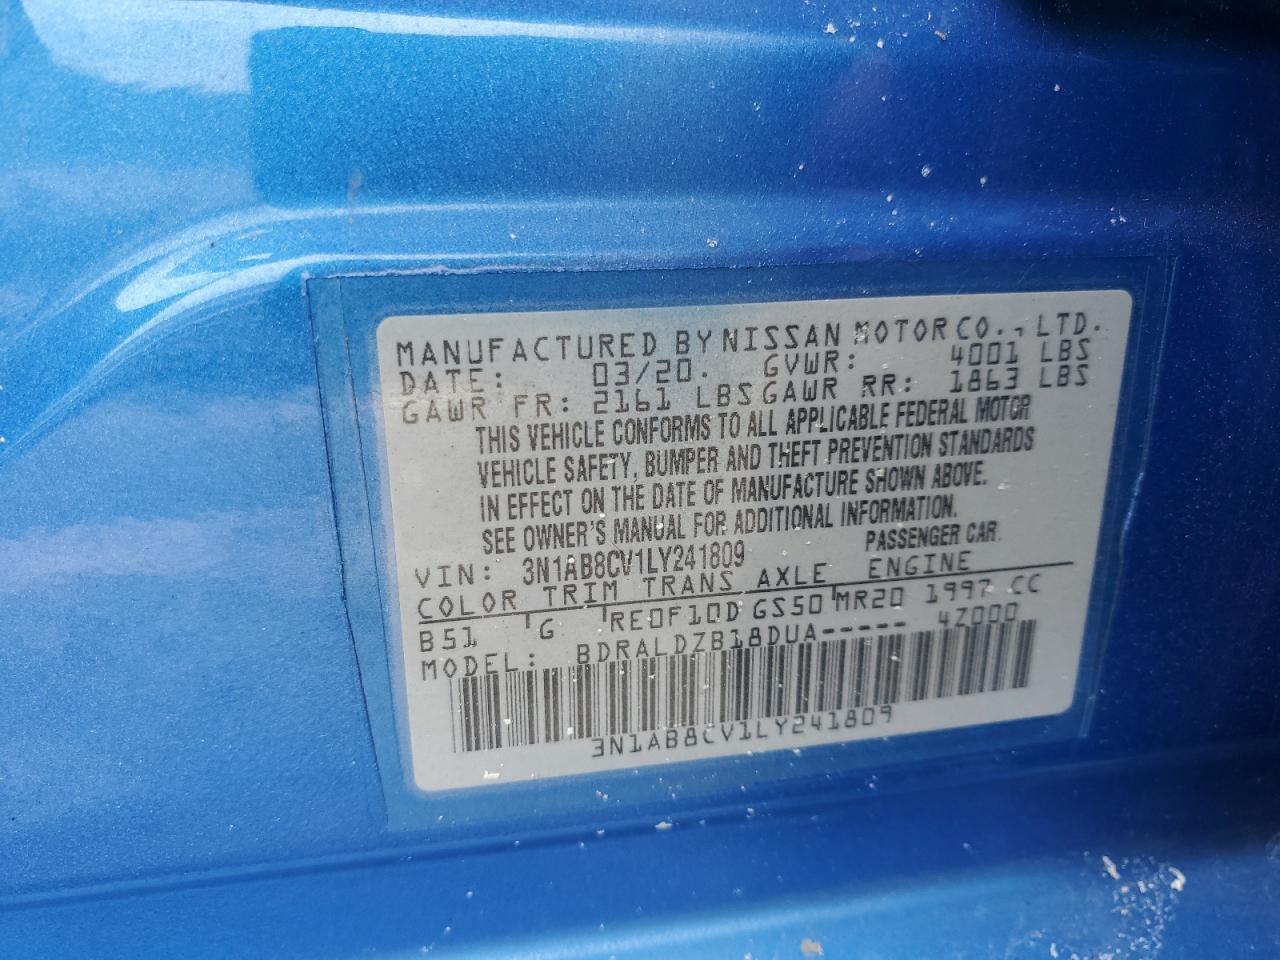 MANUFACTURED BY NISSAN MOTOR CO., LTD.
DATE: 03/20. GVWR: 4001 LBS
GAWR FR: 2161 LBS GAWR RR: 1863 LBS
THIS VEHICLE CONFORMS TO ALL APPLICABLE FEDERAL MOTOR
VEHICLE SAFETY, BUMPER AND THEFT PREVENTION STANDARDS
IN EFFECT ON THE DATE OF MANUFACTURE SHOWN ABOVE.
SEE OWNER'S MANUAL FOR ADDITIONAL INFORMATION.
VIN: 3N1AB8CV1LY241809 PASSENGER CAR
COLOR TRIM TRANS AXLE ENGINE
B51 G RE0F10D GS50 MR20 1997 CC
MODEL: BDRALDZB18DUA----- 4Z000
3N1AB8CV1LY241809